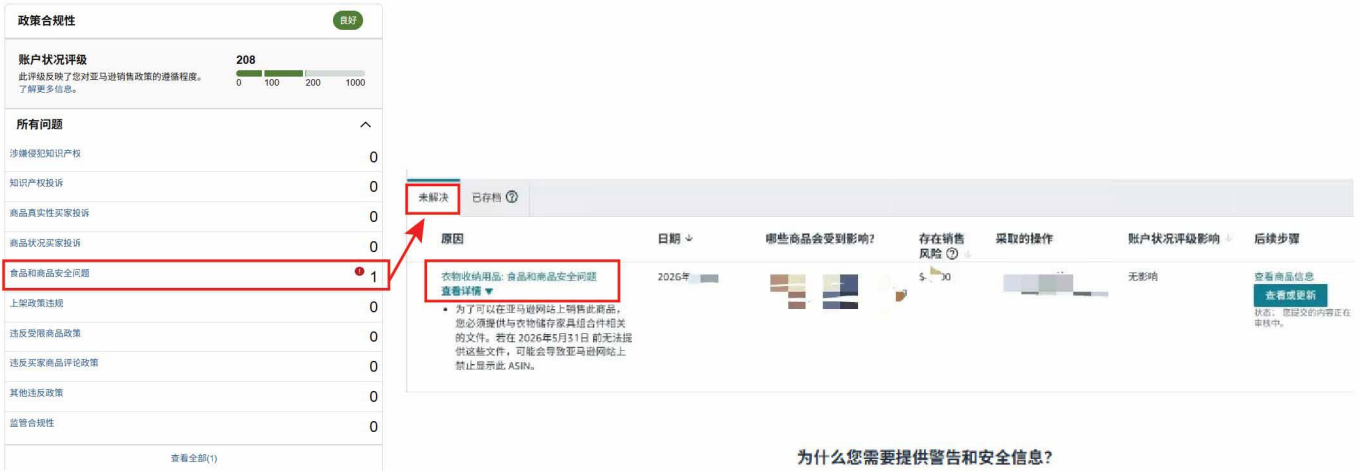 政策合规性
良好
账户状况评级
208
此评级反映了您对亚马逊销售政策的遵循程度。
了解更多信息。
0 100 200 1000
所有问题
涉嫌侵犯知识产权 0
知识产权投诉 0
商品真实性买家投诉 0
商品状况买家投诉 0
食品和商品安全问题 1
上架政策违规 0
违反受限商品政策 0
违反买家商品评论政策 0
其他违反政策 0
监管合规性 0
查看全部(1)
未解决 已存档
原因 日期 哪些商品会受到影响? 存在销售 采取的操作 账户状况评级影响 后续步骤
风险
衣物收纳用品: 食品和商品安全问题 2026年 无影响 查看商品信息
查看详情
查看或更新
状态: 您提交的内容正在
审核中。
为了可以在亚马逊网站上销售此商品，
您必须提供与衣物储存家具组合件相关
的文件。若在 2026年5月31日 前无法提
供这些文件，可能会导致亚马逊网站上
禁止显示此 ASIN。
为什么您需要提供警告和安全信息?